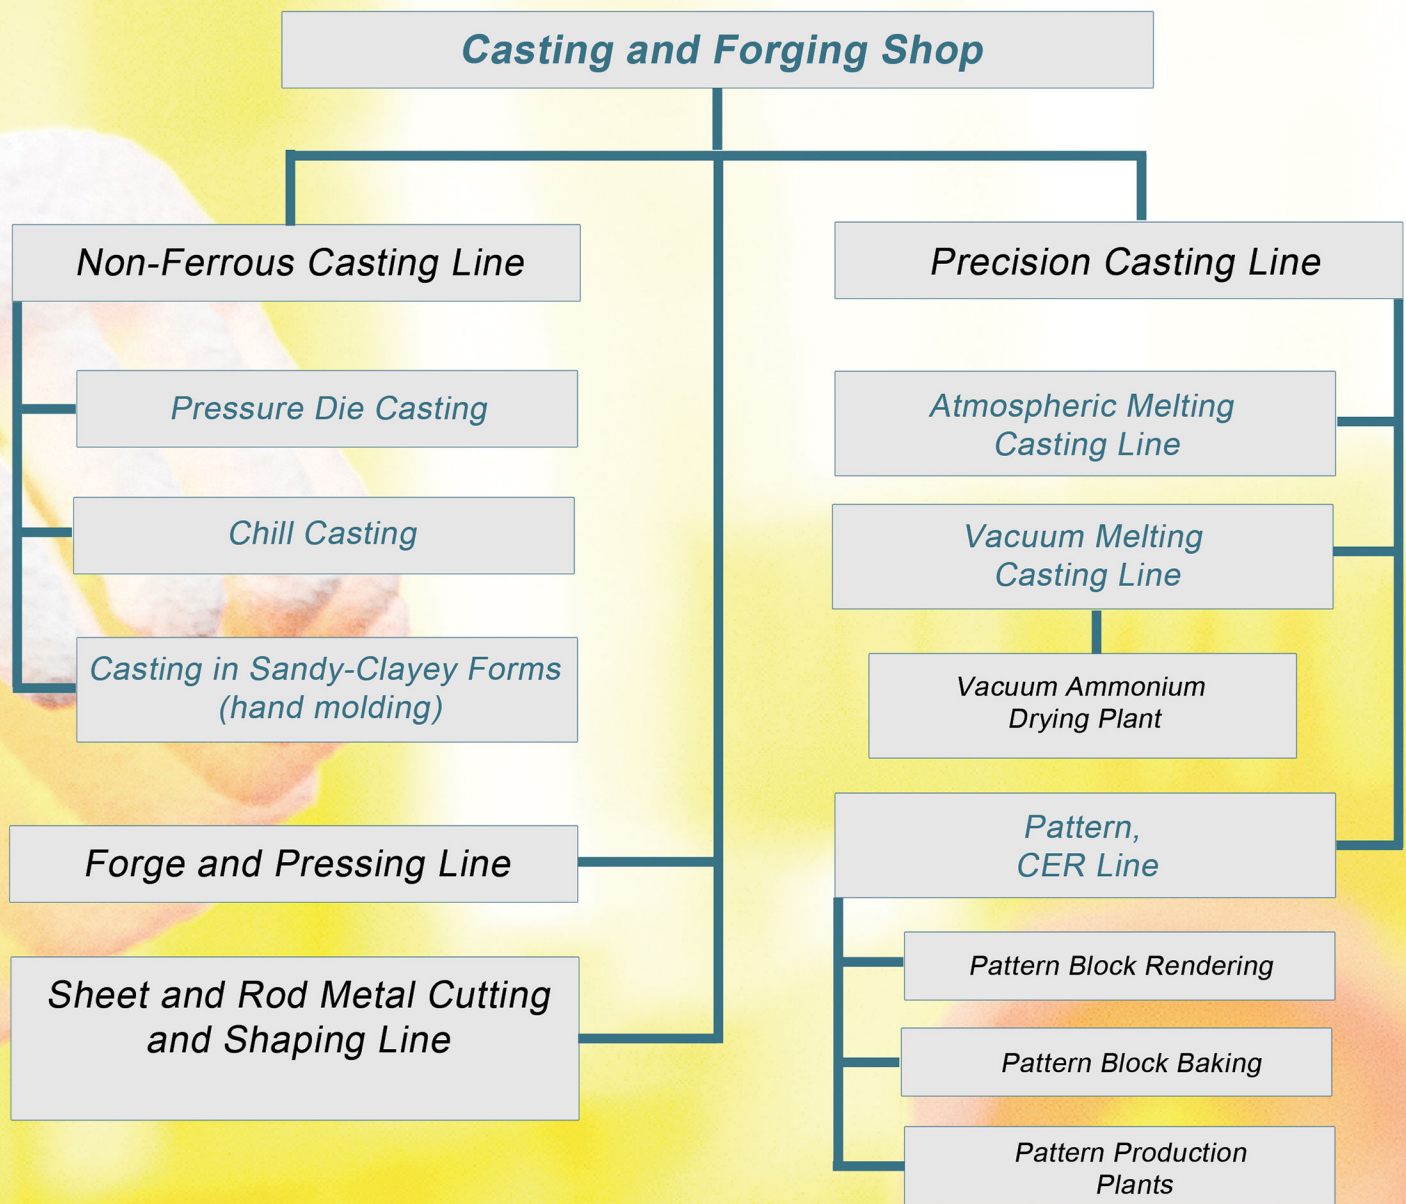 Casting and Forging Shop
Non-Ferrous Casting Line
Pressure Die Casting
Chill Casting
Casting in Sandy-Clayey Forms
(hand molding)
Forge and Pressing Line
Sheet and Rod Metal Cutting
and Shaping Line
Precision Casting Line
Atmospheric Melting
Casting Line
Vacuum Melting
Casting Line
Vacuum Ammonium
Drying Plant
Pattern,
CER Line
Pattern Block Rendering
Pattern Block Baking
Pattern Production
Plants